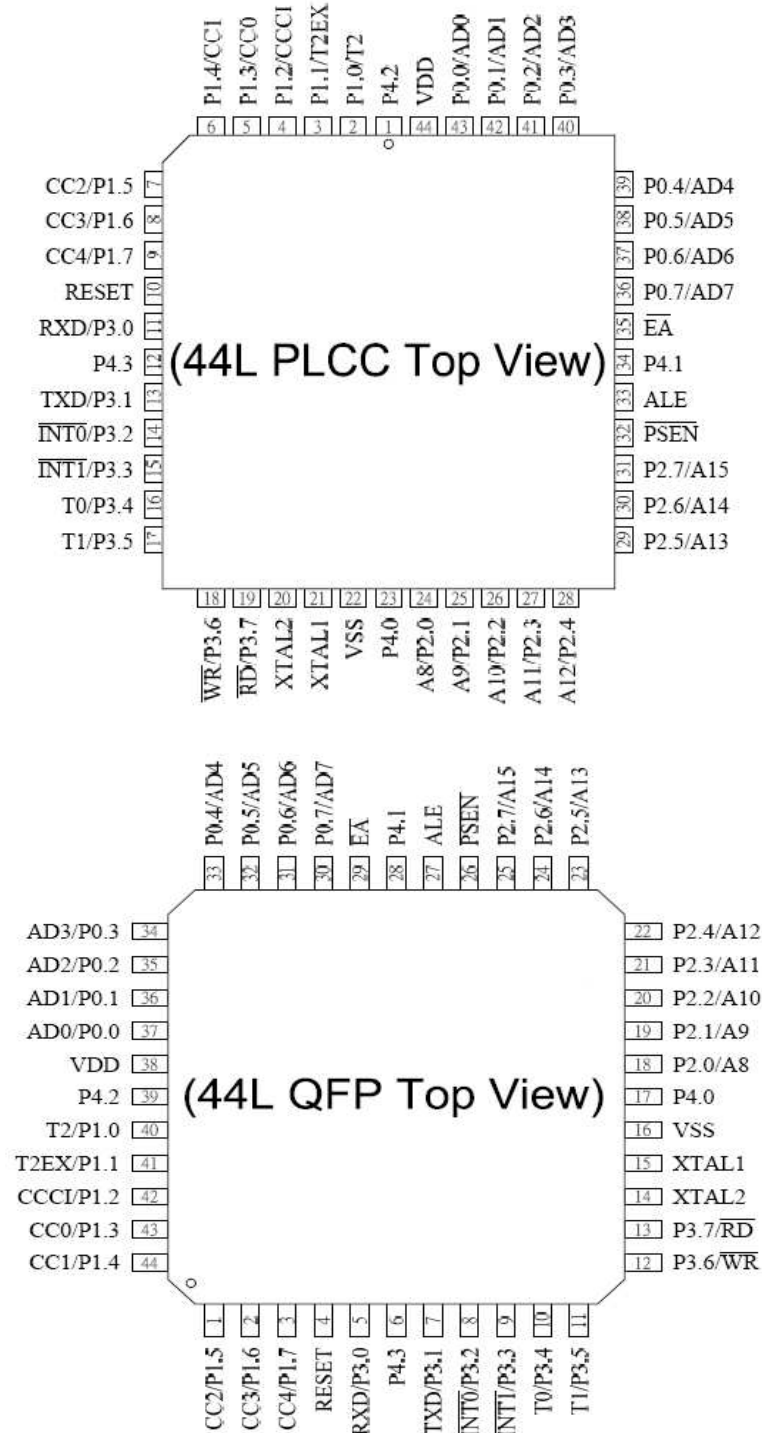 P1.4/CC1
P1.3/CC0
P1.2/CCCI
P1.1/T2EX
P1.0/T2
P4.2
VDD
P0.0/AD0
P0.1/AD1
P0.2/AD2
P0.3/AD3
6 5 4 3 2 1 44 43 42 41 40
CC2/P1.5 7
CC3/P1.6 8
CC4/P1.7 9
RESET 10
RXD/P3.0 11
P4.3 12
TXD/P3.1 13
INT0/P3.2 14
INT1/P3.3 15
T0/P3.4 16
T1/P3.5 17
(44L PLCC Top View)
39 P0.4/AD4
38 P0.5/AD5
37 P0.6/AD6
36 P0.7/AD7
35 EA
34 P4.1
33 ALE
32 PSEN
31 P2.7/A15
30 P2.6/A14
29 P2.5/A13
18 19 20 21 22 23 24 25 26 27 28
WR/P3.6
RD/P3.7
XTAL2
XTAL1
VSS
P4.0
A8/P2.0
A9/P2.1
A10/P2.2
A11/P2.3
A12/P2.4
P0.4/AD4
P0.5/AD5
P0.6/AD6
P0.7/AD7
EA
P4.1
ALE
PSEN
P2.7/A15
P2.6/A14
P2.5/A13
33 32 31 30 29 28 27 26 25 24 23
AD3/P0.3 34
AD2/P0.2 35
AD1/P0.1 36
AD0/P0.0 37
VDD 38
P4.2 39
T2/P1.0 40
T2EX/P1.1 41
CCCI/P1.2 42
CC0/P1.3 43
CC1/P1.4 44
(44L QFP Top View)
22 P2.4/A12
21 P2.3/A11
20 P2.2/A10
19 P2.1/A9
18 P2.0/A8
17 P4.0
16 VSS
15 XTAL1
14 XTAL2
13 P3.7/RD
12 P3.6/WR
1 2 3 4 5 6 7 8 9 10 11
CC2/P1.5
CC3/P1.6
CC4/P1.7
RESET
RXD/P3.0
P4.3
TXD/P3.1
INT0/P3.2
INT1/P3.3
T0/P3.4
T1/P3.5